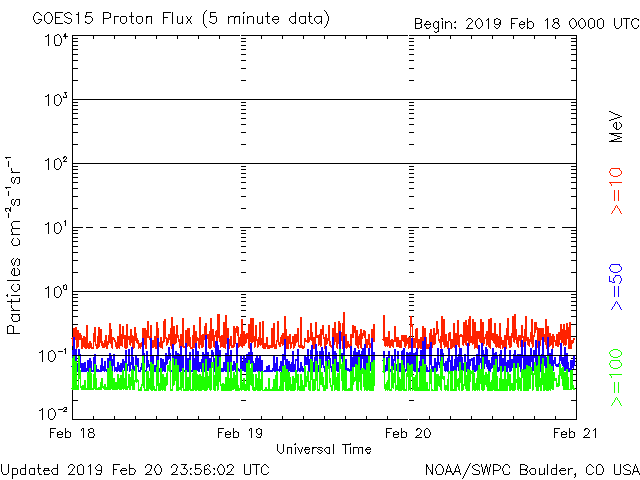 GOES15 Proton Flux (5 minute data)
Begin: 2019 Feb 18 0000 UTC
10⁴
10³
10²
10¹
10⁰
10⁻¹
10⁻²
Particles cm⁻²s⁻¹sr⁻¹
MeV
>=10
>=50
>=100
Feb 18
Feb 19
Feb 20
Feb 21
Universal Time
Updated 2019 Feb 20 23:56:02 UTC
NOAA/SWPC Boulder, CO USA